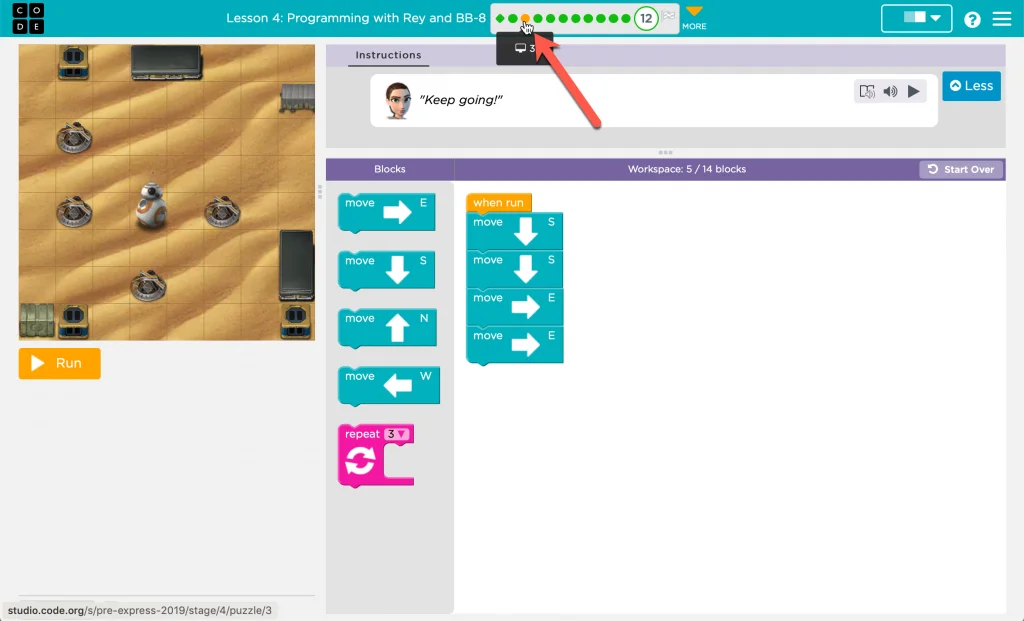 C O
D E
Lesson 4: Programming with Rey and BB-8
12
MORE
?
3
Instructions
"Keep going!"
Less
Blocks
Workspace: 5 / 14 blocks
Start Over
move E
move S
move N
move W
repeat 3
when run
move S
move S
move E
move E
Run
studio.code.org/s/pre-express-2019/stage/4/puzzle/3